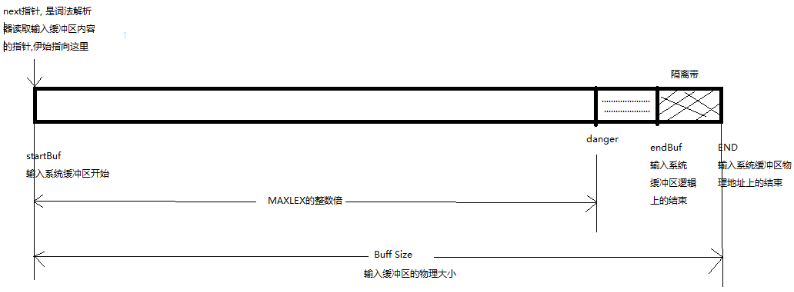 next指针, 是词法解析
器读取输入缓冲区内容
的指针,伊始指向这里
隔离带
danger
startBuf
输入系统缓冲区开始
endBuf
输入系统
缓冲区逻辑
上的结束
END
输入系统缓冲区物
理地址上的结束
MAXLEX的整数倍
Buff Size
输入缓冲区的物理大小